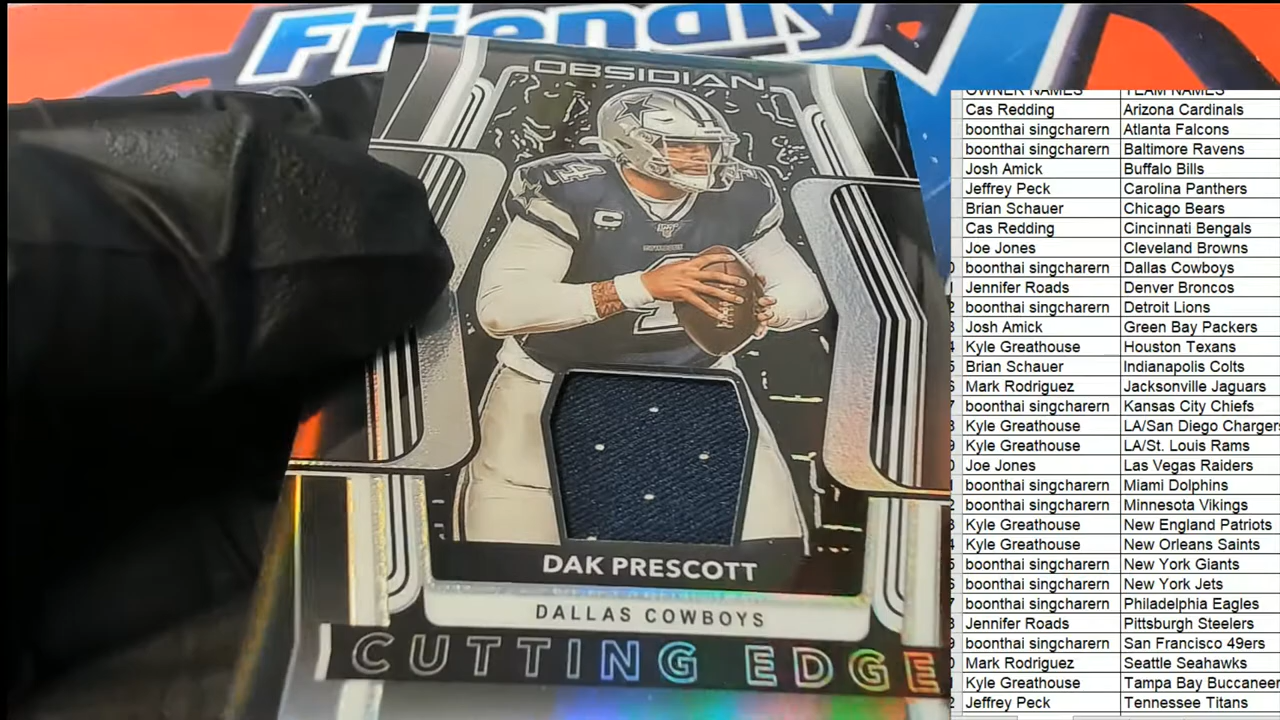 Friendly
OBSIDIAN
4
C
DAK PRESCOTT
DALLAS COWBOYS
CUTTING EDGE
OWNER NAMES TEAM NAMES
Cas Redding Arizona Cardinals
boonthai singcharern Atlanta Falcons
boonthai singcharern Baltimore Ravens
Josh Amick Buffalo Bills
Jeffrey Peck Carolina Panthers
Brian Schauer Chicago Bears
Cas Redding Cincinnati Bengals
Joe Jones Cleveland Browns
boonthai singcharern Dallas Cowboys
Jennifer Roads Denver Broncos
boonthai singcharern Detroit Lions
Josh Amick Green Bay Packers
Kyle Greathouse Houston Texans
Brian Schauer Indianapolis Colts
Mark Rodriguez Jacksonville Jaguars
boonthai singcharern Kansas City Chiefs
Kyle Greathouse LA/San Diego Chargers
Kyle Greathouse LA/St. Louis Rams
Joe Jones Las Vegas Raiders
boonthai singcharern Miami Dolphins
boonthai singcharern Minnesota Vikings
Kyle Greathouse New England Patriots
Kyle Greathouse New Orleans Saints
boonthai singcharern New York Giants
boonthai singcharern New York Jets
boonthai singcharern Philadelphia Eagles
Jennifer Roads Pittsburgh Steelers
boonthai singcharern San Francisco 49ers
Mark Rodriguez Seattle Seahawks
Kyle Greathouse Tampa Bay Buccaneer
Jeffrey Peck Tennessee Titans